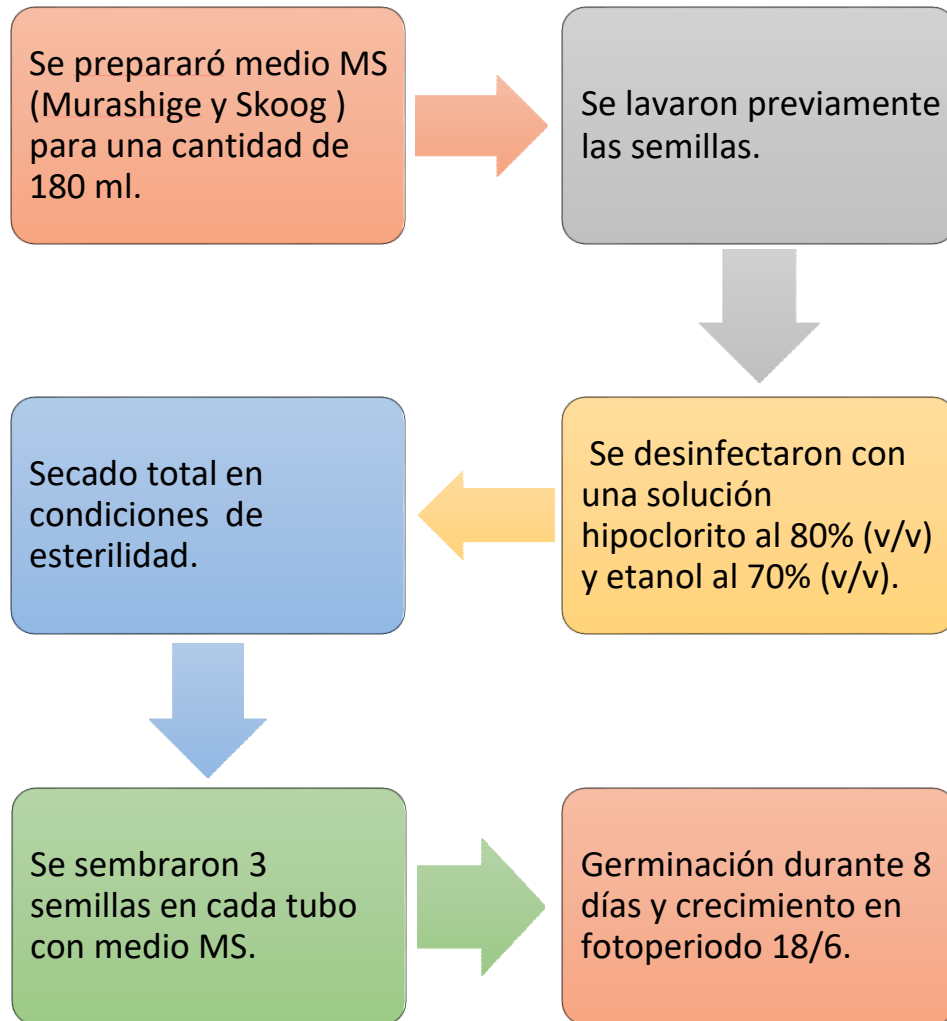 Se prepararó medio MS
(Murashige y Skoog )
para una cantidad de
180 ml.
Se lavaron previamente
las semillas.
Se desinfectaron con
una solución
hipoclorito al 80% (v/v)
y etanol al 70% (v/v).
Secado total en
condiciones de
esterilidad.
Se sembraron 3
semillas en cada tubo
con medio MS.
Germinación durante 8
días y crecimiento en
fotoperiodo 18/6.